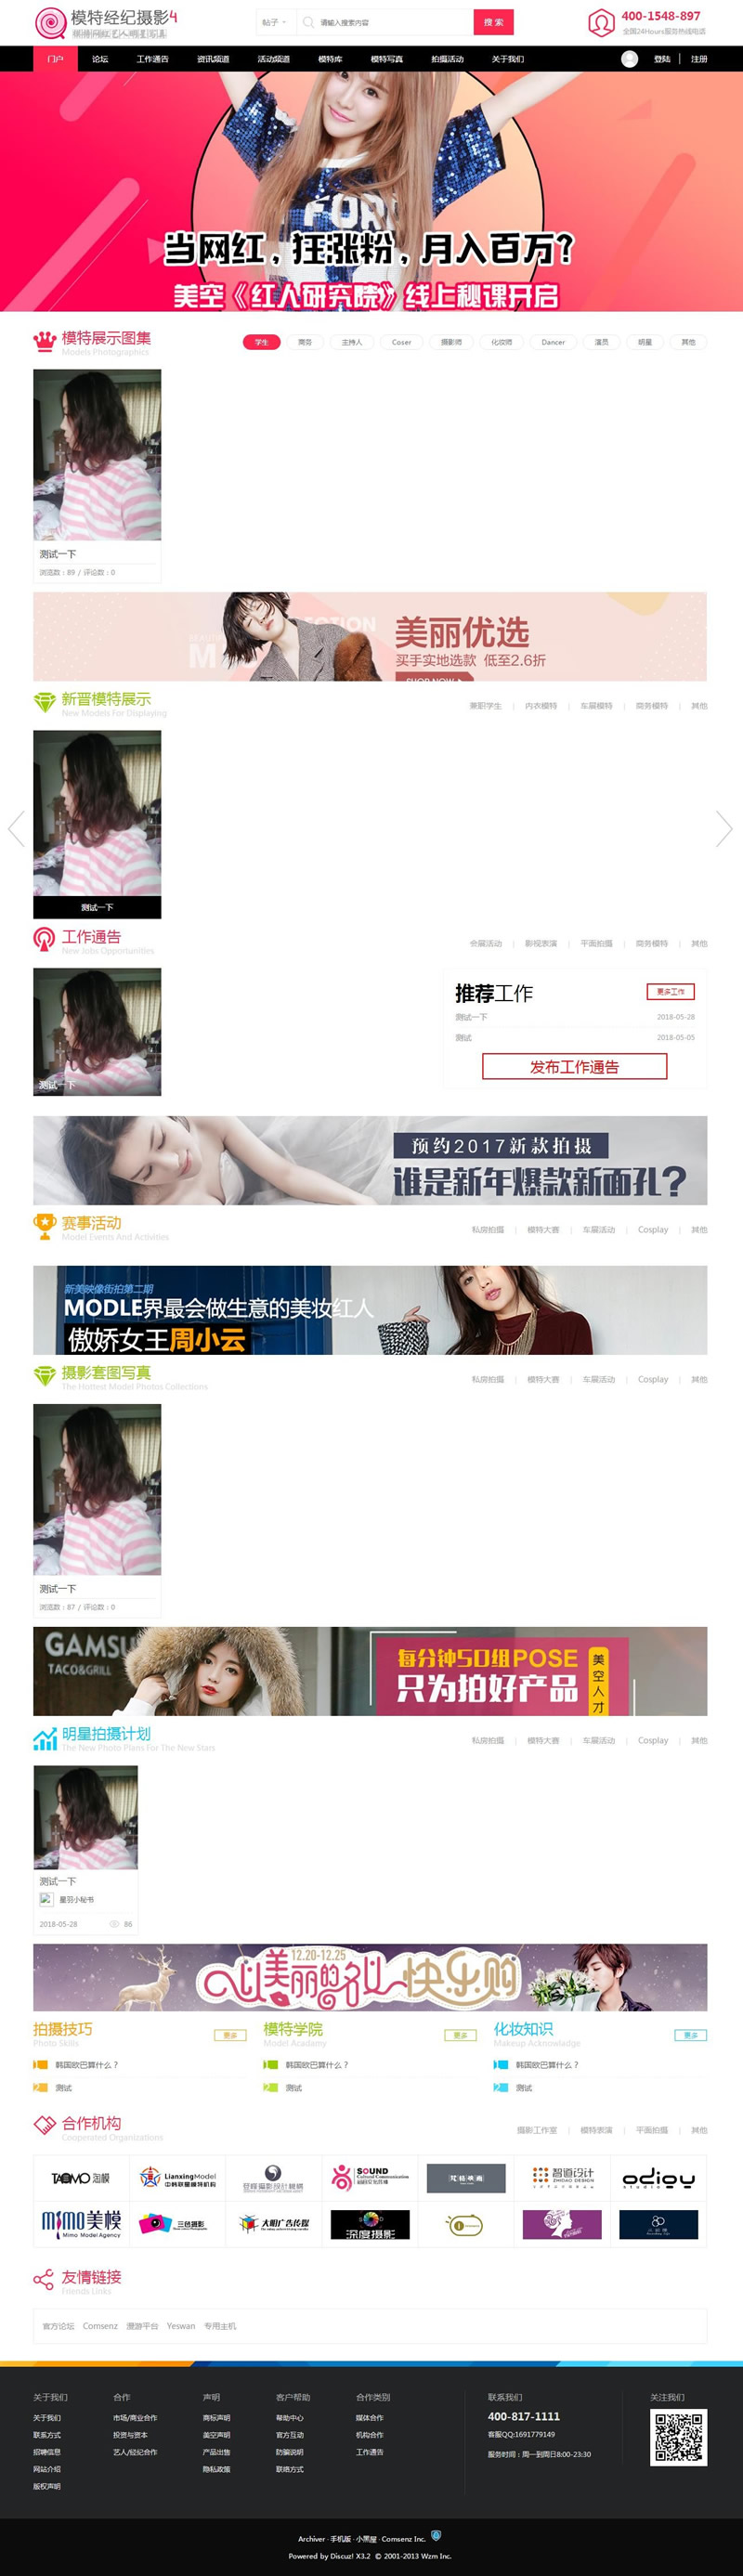 模特经纪摄影4
帖子
请输入搜索内容
搜 索
400-1548-897
全国24Hours服务热线电话
门户 论坛 工作通告 资讯频道 活动频道 模特库 模特写真 拍摄活动 关于我们 登陆 注册
FOR
当网红，狂涨粉，月入百万？
美空《红人研究院》线上秘课开启
模特展示图集
Models Photographics
学生 商务 主持人 Coser 摄影师 化妆师 Dancer 演员 明星 其他
测试一下
浏览数：89 / 评论数：0
美丽优选
买手实地选款 低至2.6折
SHOP NOW
新晋模特展示
New Models For Displaying
兼职学生 | 内衣模特 | 车展模特 | 商务模特 | 其他
测试一下
工作通告
New Jobs Opportunities
会展活动 | 影视表演 | 平面拍摄 | 商务模特 | 其他
测试一下
推荐工作
更多工作
测试一下 2018-05-28
测试 2018-05-05
发布工作通告
预约2017新款拍摄
谁是新年爆款新面孔？
赛事活动
Model Events And Activities
私房拍摄 | 模特大赛 | 车展活动 | Cosplay | 其他
新美映像街拍第二期
MODLE界最会做生意的美妆红人
傲娇女王周小云
摄影套图写真
The Hottest Model Photos Collections
私房拍摄 | 模特大赛 | 车展活动 | Cosplay | 其他
测试一下
浏览数：87 / 评论数：0
GAMSU
TACO&GRILL
每分钟50组POSE
只为拍好产品
美空人才
明星拍摄计划
The New Photo Plans For The New Stars
私房拍摄 | 模特大赛 | 车展活动 | Cosplay | 其他
测试一下
星羽小秘书
2018-05-28 86
12.20-12.25
以美丽的名义 快乐购
拍摄技巧 更多
Photo Skills
韩国欧巴算什么？
测试
模特学院 更多
Model Acadamy
韩国欧巴算什么？
测试
化妆知识 更多
Makeup Acknowladge
韩国欧巴算什么？
测试
合作机构
Cooperated Organizations
摄影工作室 | 模特表演 | 平面拍摄 | 其他
TAOMO 淘模
LianxingModel
中韩联星模特机构
SOUND
Cultural Communication
智道设计
ZHIDAO DESIGN
odiqu
studio
mimo美模
Mimo Model Agency
三色摄影
大明广告传媒
深度摄影
友情链接
Friends Links
官方论坛 Comsenz 漫游平台 Yeswan 专用主机
关于我们
关于我们
联系方式
招聘信息
网站介绍
版权声明
合作
市场/商业合作
投资与资本
艺人/经纪合作
声明
商标声明
美空声明
产品出售
隐私政策
客户帮助
帮助中心
官方互动
防骗说明
联络方式
合作类别
媒体合作
机构合作
工作通告
联系我们
400-817-1111
客服QQ:1691779149
服务时间：周一到周日8:00-23:30
关注我们
Archiver · 手机版 · 小黑屋 · Comsenz Inc.
Powered by Discuz! X3.2 © 2001-2013 Wzm Inc.